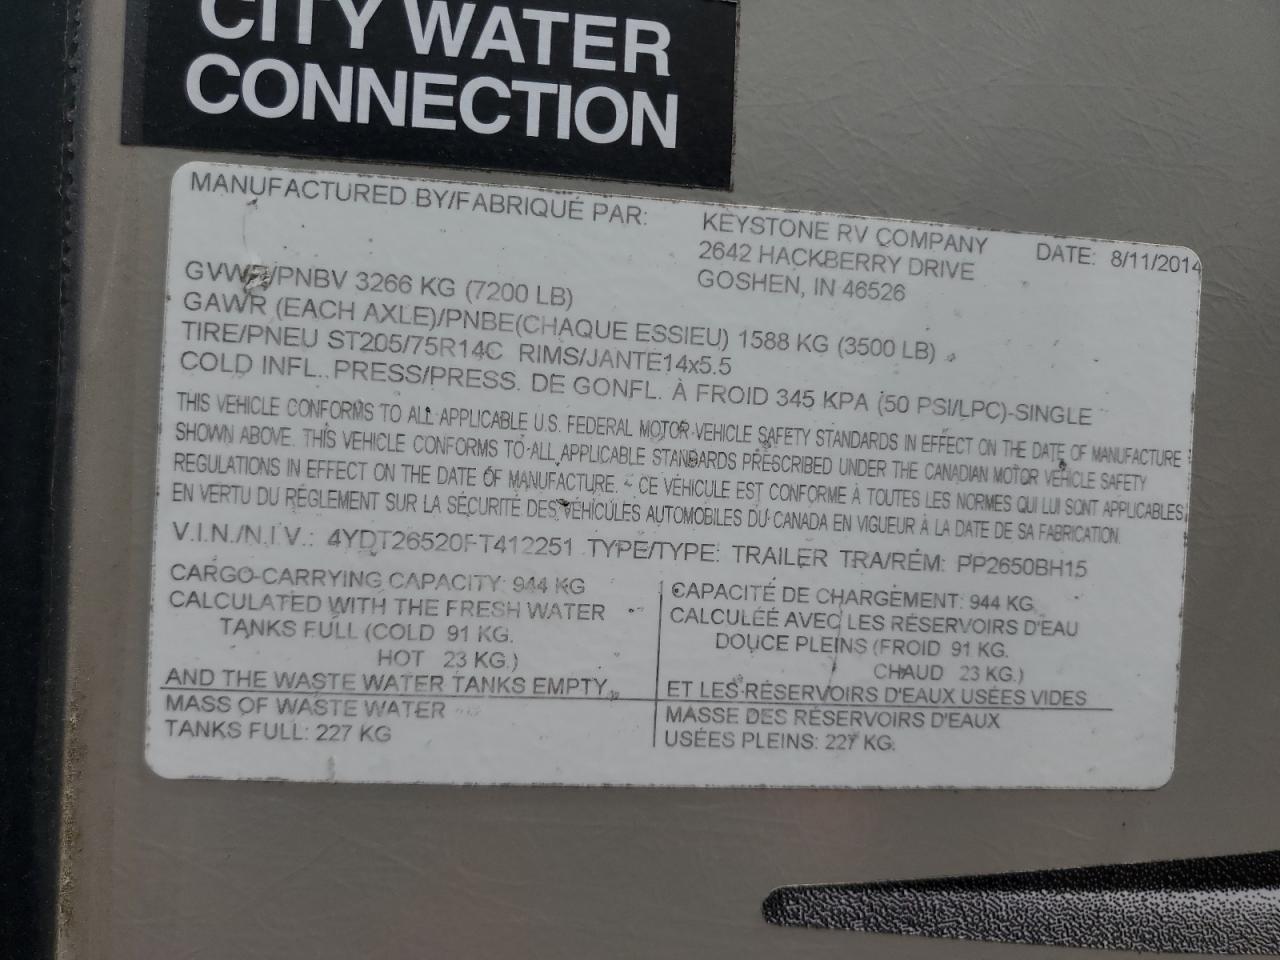 CITY WATER
CONNECTION
MANUFACTURED BY/FABRIQUÉ PAR: KEYSTONE RV COMPANY DATE: 8/11/2014
2642 HACKBERRY DRIVE
GOSHEN, IN 46526
GVWR/PNBV 3266 KG (7200 LB)
GAWR (EACH AXLE)/PNBE(CHAQUE ESSIEU) 1588 KG (3500 LB)
TIRE/PNEU ST205/75R14C RIMS/JANTE14x5.5
COLD INFL. PRESS/PRESS. DE GONFL. À FROID 345 KPA (50 PSI/LPC)-SINGLE
THIS VEHICLE CONFORMS TO ALL APPLICABLE U.S. FEDERAL MOTOR VEHICLE SAFETY STANDARDS IN EFFECT ON THE DATE OF MANUFACTURE
SHOWN ABOVE. THIS VEHICLE CONFORMS TO ALL APPLICABLE STANDARDS PRESCRIBED UNDER THE CANADIAN MOTOR VEHICLE SAFETY
REGULATIONS IN EFFECT ON THE DATE OF MANUFACTURE. - CE VÉHICULE EST CONFORME À TOUTES LES NORMES QUI LUI SONT APPLICABLES
EN VERTU DU RÉGLEMENT SUR LA SÉCURITÉ DES VÉHICULES AUTOMOBILES DU CANADA EN VIGUEUR À LA DATE DE SA FABRICATION.
V.I.N./N.I.V.: 4YDT26520FT412251 TYPE/TYPE: TRAILER TRA/RÉM: PP2650BH15
CARGO-CARRYING CAPACITY: 944 KG
CALCULATED WITH THE FRESH WATER
TANKS FULL (COLD 91 KG.
HOT 23 KG.)
AND THE WASTE WATER TANKS EMPTY
MASS OF WASTE WATER
TANKS FULL: 227 KG
CAPACITÉ DE CHARGEMENT: 944 KG
CALCULÉE AVEC LES RÉSERVOIRS D'EAU
DOUCE PLEINS (FROID 91 KG.
CHAUD 23 KG.)
ET LES RÉSERVOIRS D'EAUX USÉES VIDES
MASSE DES RÉSERVOIRS D'EAUX
USÉES PLEINS: 227 KG.